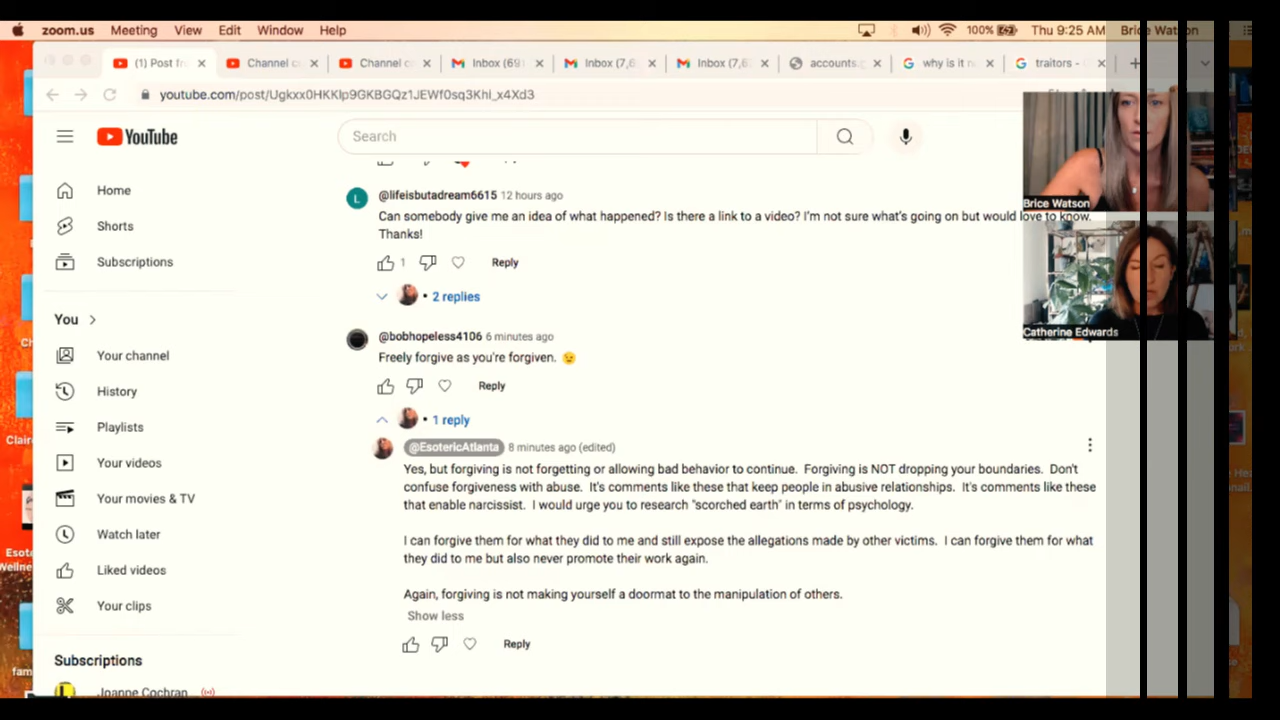 zoom.us Meeting View Edit Window Help 100% Thu 9:25 AM Brice Watson
(1) Post fr Channel c Channel c Inbox (691 Inbox (7,6 Inbox (7,6 accounts.g why is it n traitors -
youtube.com/post/UgkxxOHKKlp9GKBGQz1JEWf0sq3Khl_x4Xd3
YouTube
Search
Home
Shorts
Subscriptions
You
Your channel
History
Playlists
Your videos
Your movies & TV
Watch later
Liked videos
Your clips
Subscriptions
Joanne Cochran
@lifeisbutadream6615 12 hours ago
Can somebody give me an idea of what happened? Is there a link to a video? I'm not sure what's going on but would love to know.
Thanks!
1 Reply
• 2 replies
@bobhopeless4106 6 minutes ago
Freely forgive as you're forgiven. 😉
Reply
• 1 reply
@EsotericAtlanta 8 minutes ago (edited)
Yes, but forgiving is not forgetting or allowing bad behavior to continue. Forgiving is NOT dropping your boundaries. Don't
confuse forgiveness with abuse. It's comments like these that keep people in abusive relationships. It's comments like these
that enable narcissist. I would urge you to research "scorched earth" in terms of psychology.
I can forgive them for what they did to me and still expose the allegations made by other victims. I can forgive them for what
they did to me but also never promote their work again.
Again, forgiving is not making yourself a doormat to the manipulation of others.
Show less
Reply
Brice Watson
Catherine Edwards